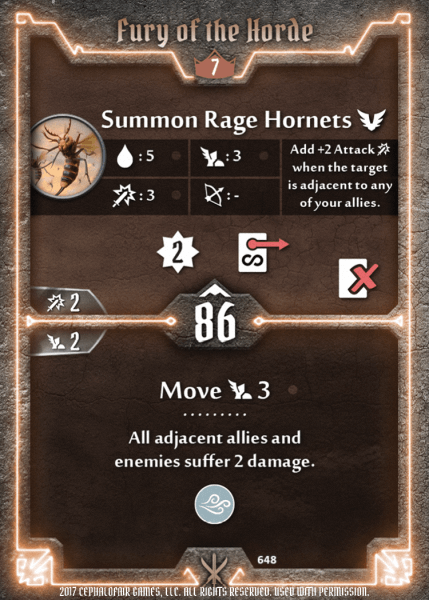 Fury of the Horde
7
Summon Rage Hornets
: 5
: 3
: 3
: -
Add +2 Attack
when the target
is adjacent to any
of your allies.
2
S
2
86
2
Move 3
All adjacent allies and
enemies suffer 2 damage.
648
2017 CEPHALOFAIR GAMES, LLC. ALL RIGHTS RESERVED. USED WITH PERMISSION.